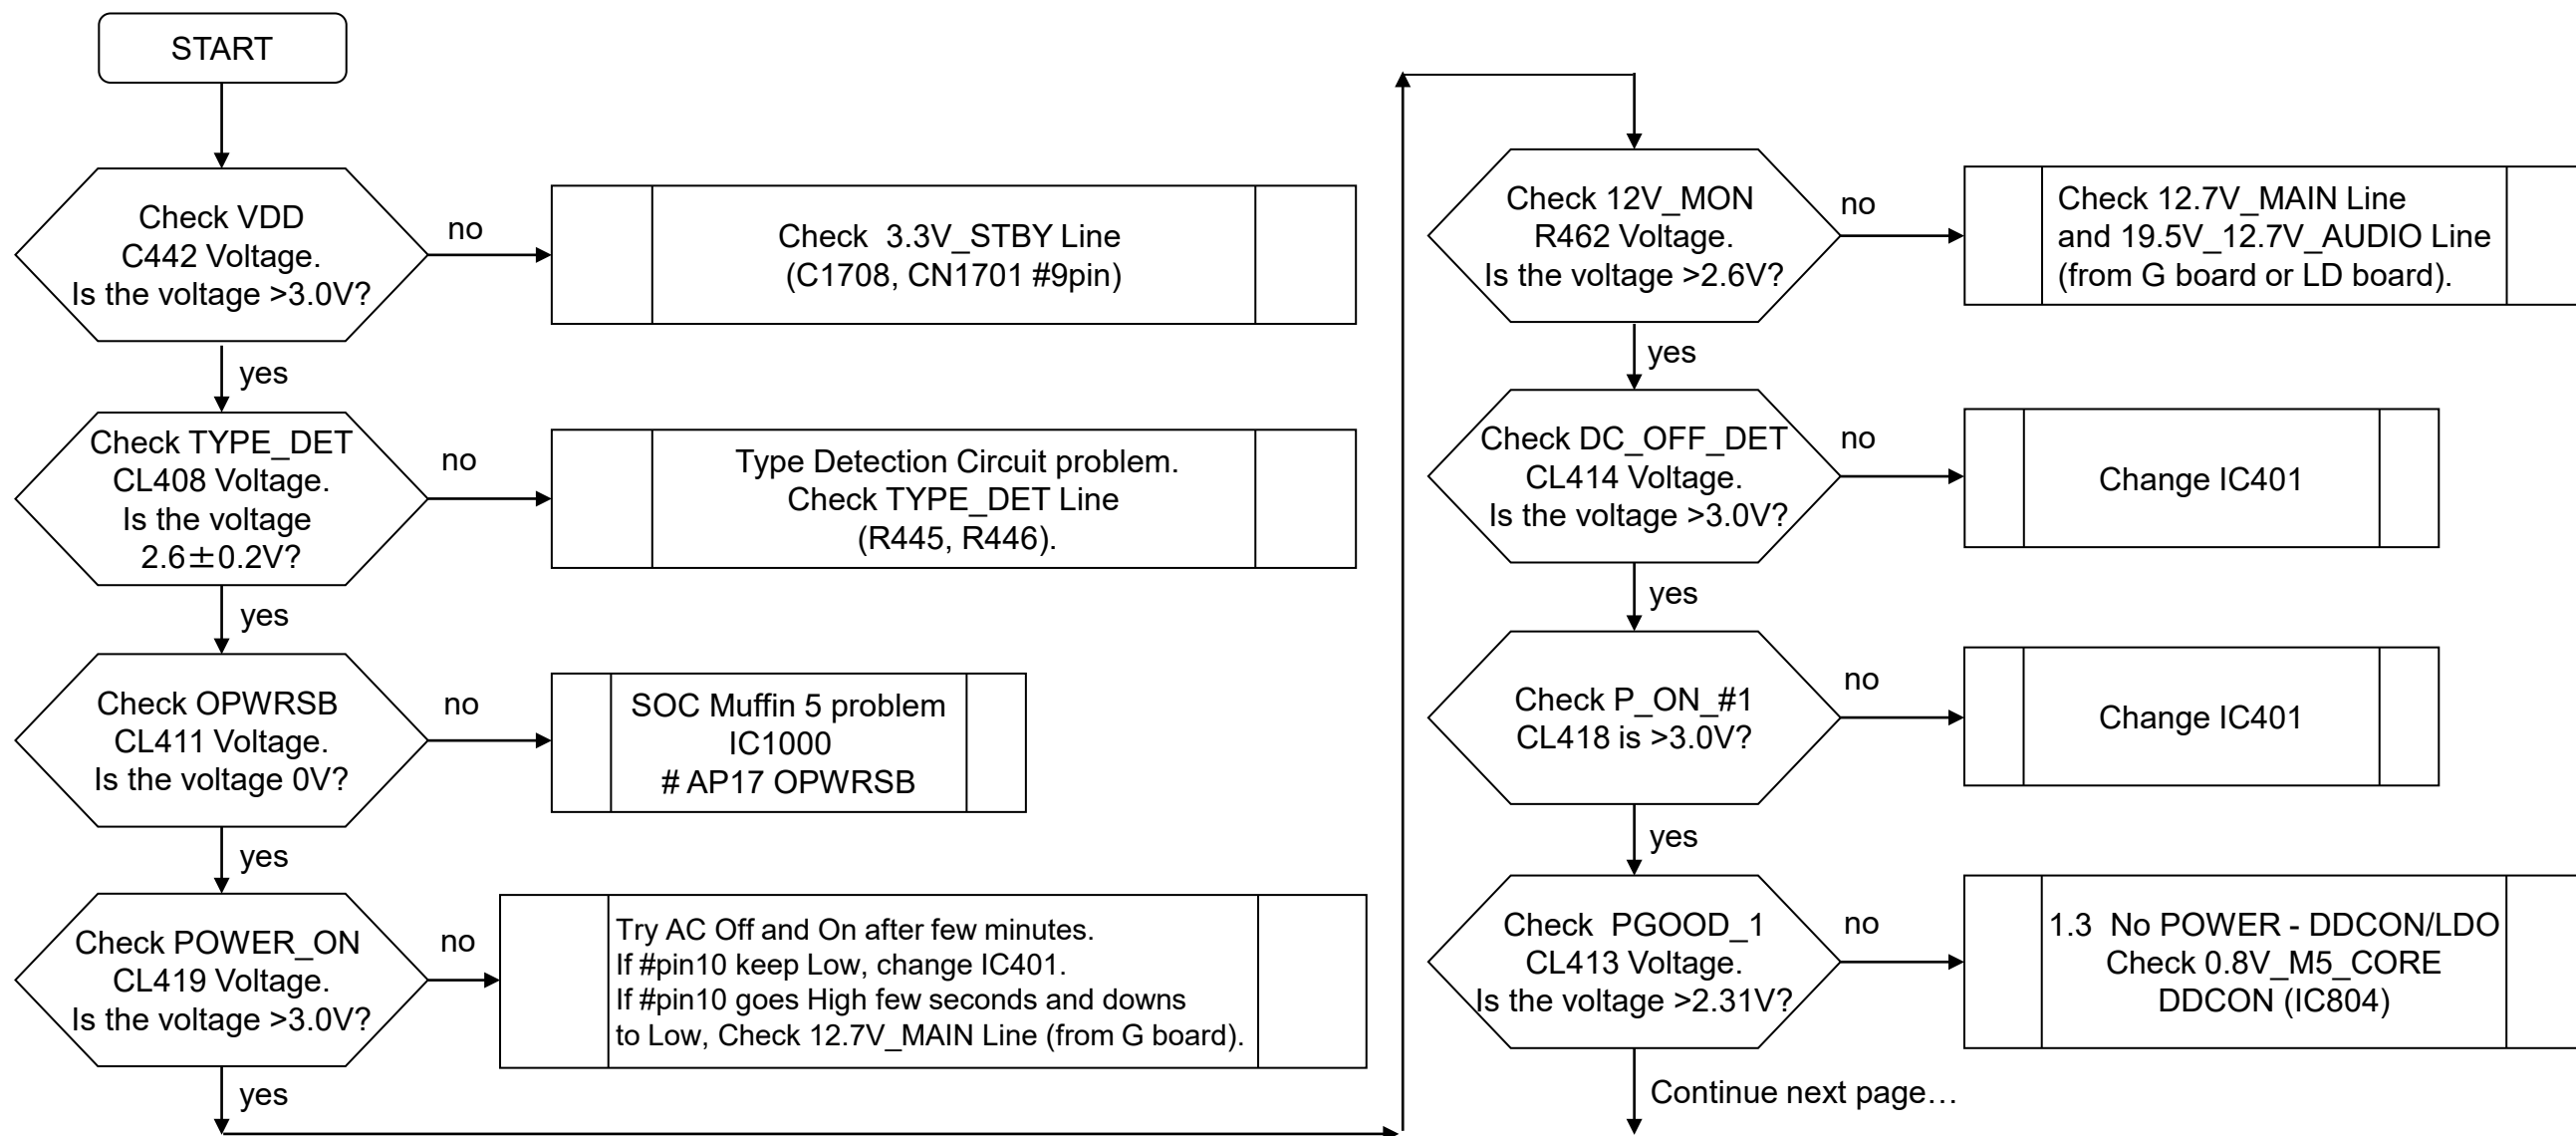 START
Check VDD
C442 Voltage.
Is the voltage >3.0V?
no
Check 3.3V_STBY Line
(C1708, CN1701 #9pin)
yes
Check TYPE_DET
CL408 Voltage.
Is the voltage
2.6±0.2V?
no
Type Detection Circuit problem.
Check TYPE_DET Line
(R445, R446).
yes
Check OPWRSB
CL411 Voltage.
Is the voltage 0V?
no
SOC Muffin 5 problem
IC1000
# AP17 OPWRSB
yes
Check POWER_ON
CL419 Voltage.
Is the voltage >3.0V?
no
Try AC Off and On after few minutes.
If #pin10 keep Low, change IC401.
If #pin10 goes High few seconds and downs
to Low, Check 12.7V_MAIN Line (from G board).
yes
Check 12V_MON
R462 Voltage.
Is the voltage >2.6V?
no
Check 12.7V_MAIN Line
and 19.5V_12.7V_AUDIO Line
(from G board or LD board).
yes
Check DC_OFF_DET
CL414 Voltage.
Is the voltage >3.0V?
no
Change IC401
yes
Check P_ON_#1
CL418 is >3.0V?
no
Change IC401
yes
Check PGOOD_1
CL413 Voltage.
Is the voltage >2.31V?
no
1.3 No POWER - DDCON/LDO
Check 0.8V_M5_CORE
DDCON (IC804)
Continue next page…